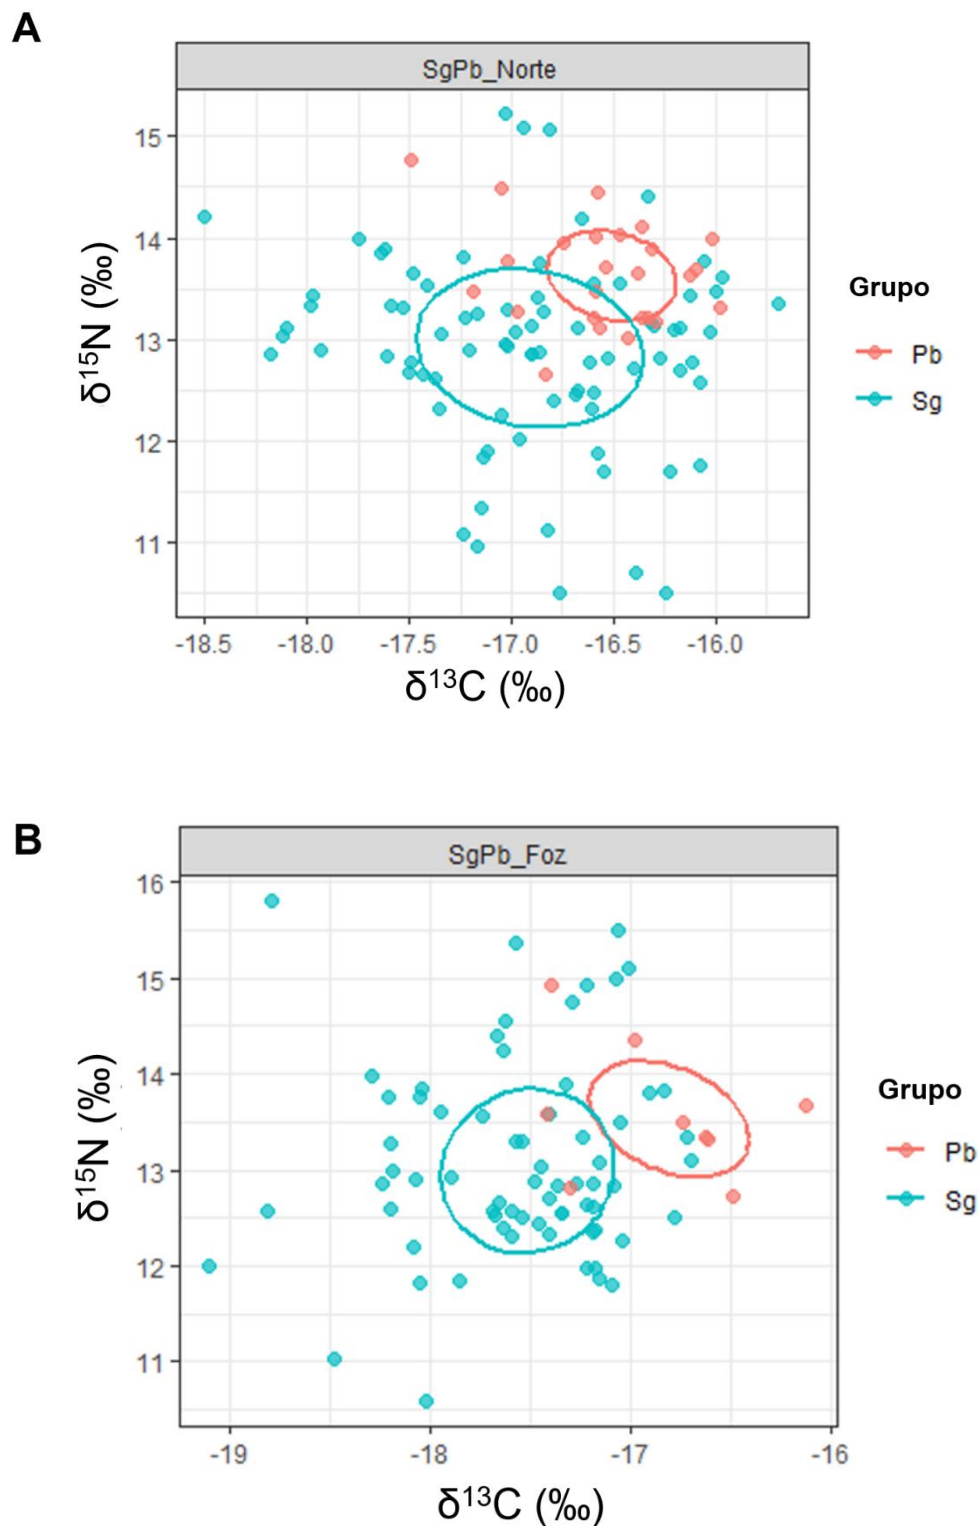 A
SgPb_Norte
15
14
13
12
11
δ¹⁵N (‰)
-18.5 -18.0 -17.5 -17.0 -16.5 -16.0
δ¹³C (‰)
Grupo
Pb
Sg
B
SgPb_Foz
16
15
14
13
12
11
δ¹⁵N (‰)
-19 -18 -17 -16
δ¹³C (‰)
Grupo
Pb
Sg